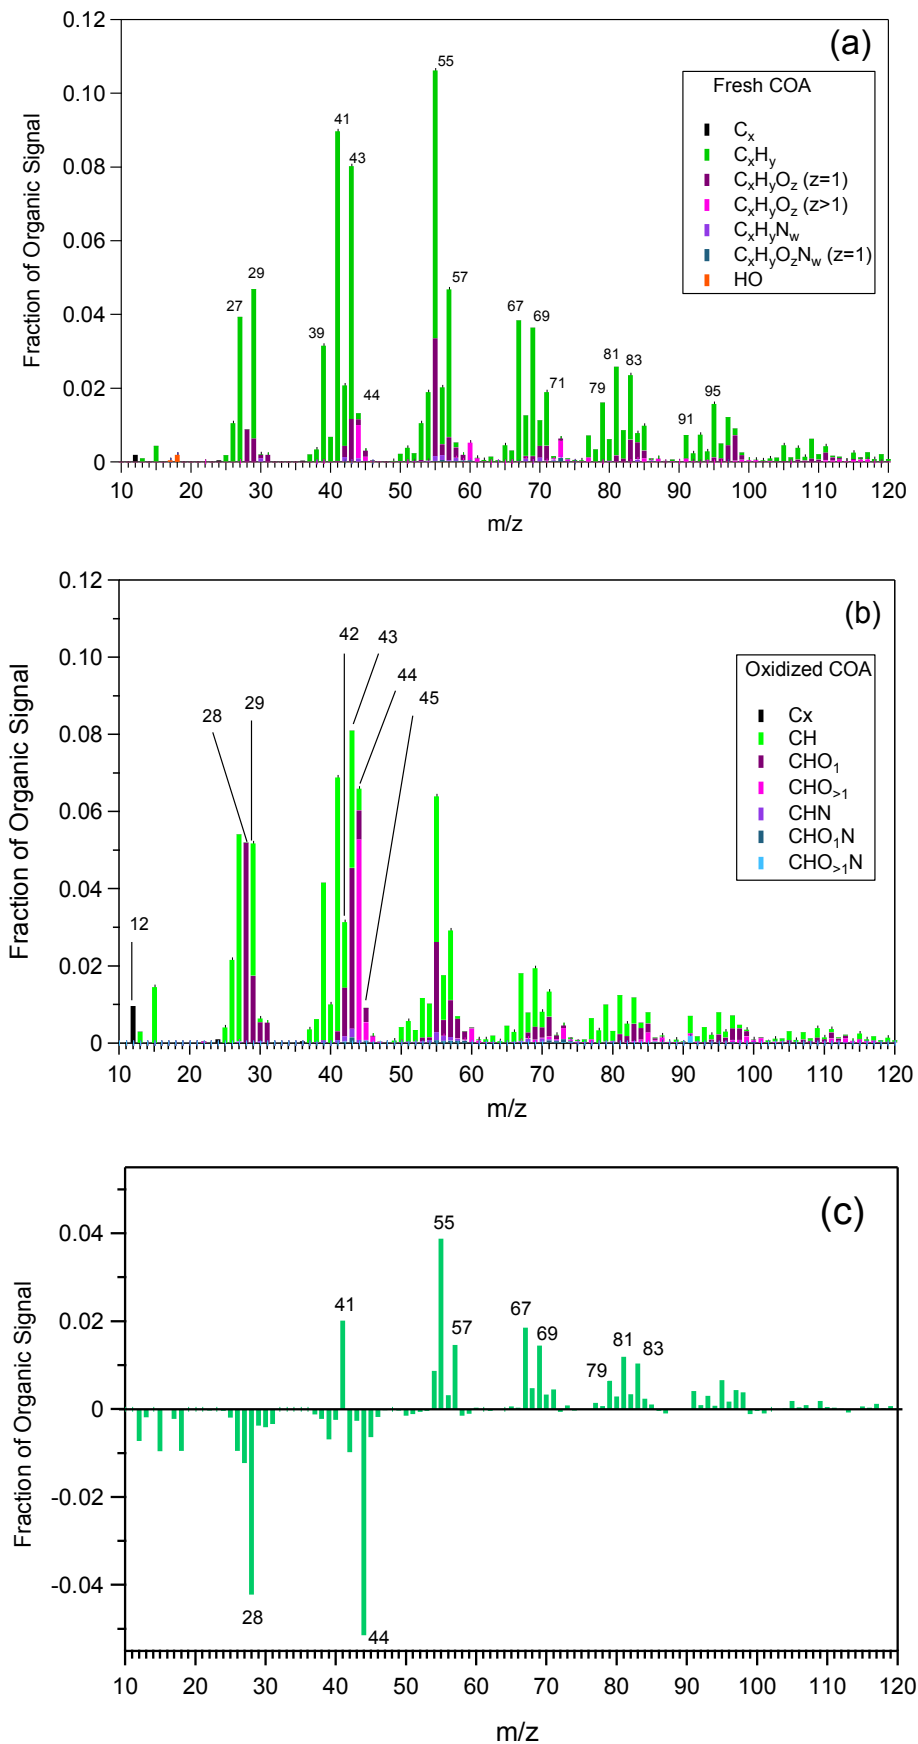 (a)
0.12
0.10
0.08
0.06
0.04
0.02
0
Fraction of Organic Signal
Fresh COA
CₓHᵧ
Cₓ
CₓHᵧO_z (z=1)
CₓHᵧO_z (z>1)
CₓHᵧN_w
CₓHᵧO_zN_w (z=1)
HO
27
29
39
41
43
44
55
57
67
69
71
79
81
83
91
95
10 20 30 40 50 60 70 80 90 100 110 120
m/z
(b)
0.12
0.10
0.08
0.06
0.04
0.02
0
Fraction of Organic Signal
Oxidized COA
Cx
CH
CHO₁
CHO>₁
CHN
CHO₁N
CHO>₁N
12
28
29
42
43
44
45
10 20 30 40 50 60 70 80 90 100 110 120
m/z
(c)
0.04
0.02
0
-0.02
-0.04
Fraction of Organic Signal
28
41
44
55
57
67
69
79
81
83
10 20 30 40 50 60 70 80 90 100 110 120
m/z